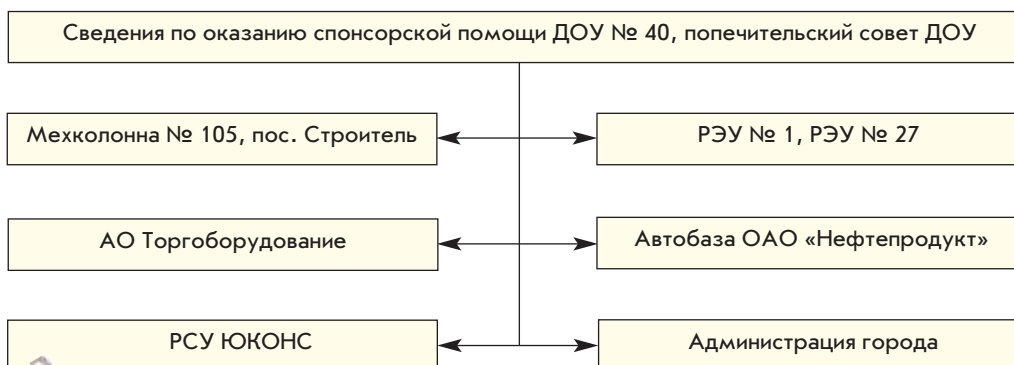 Сведения по оказанию спонсорской помощи ДОУ № 40, попечительский совет ДОУ
Мехколонна № 105, пос. Строитель
РЭУ № 1, РЭУ № 27
АО Торгоборудование
Автобаза ОАО «Нефтепродукт»
РСУ ЮКОНС
Администрация города